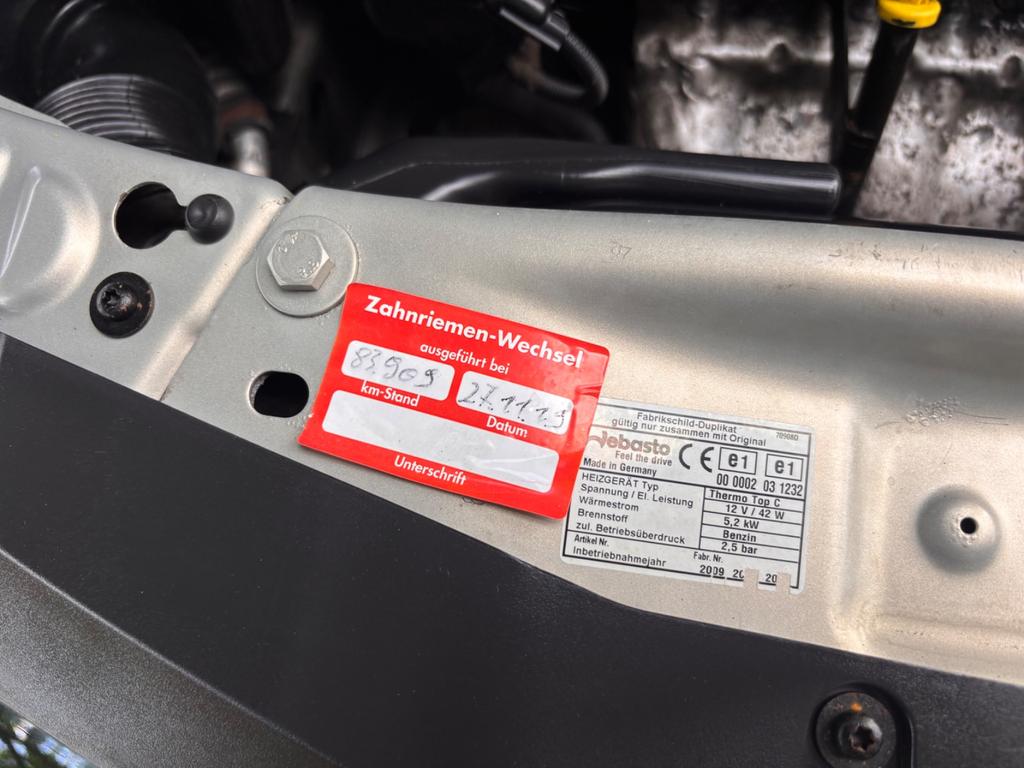 Zahnriemen-Wechsel
ausgeführt bei
83.909
27.11.19
km-Stand
Datum
Unterschrift
Fabrikschild-Duplikat
gültig nur zusammen mit Original
709080
Webasto
Feel the drive
Made in Germany
CE e1 e1
00 0002 03 1232
HEIZGERÄT Typ Thermo Top C
Spannung / El. Leistung 12 V / 42 W
Wärmestrom 5,2 kW
Brennstoff Benzin
zul. Betriebsüberdruck 2,5 bar
Artikel Nr. Fabr. Nr.
Inbetriebnahmejahr 2009